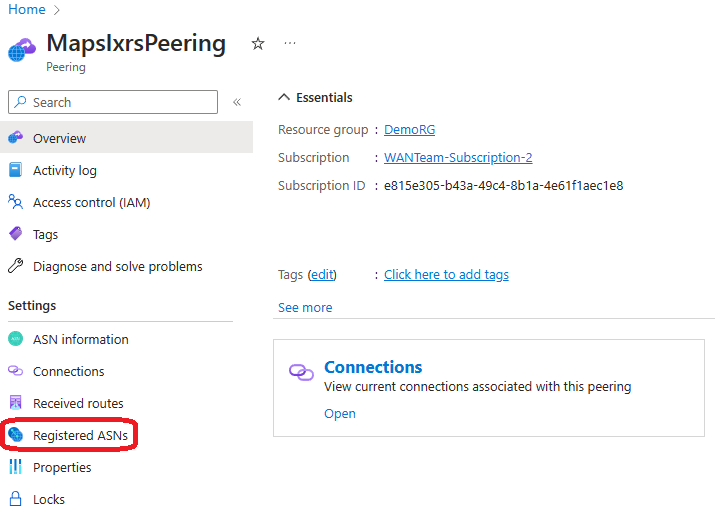 Home
MapsIxrsPeering
Peering
Search
Overview
Activity log
Access control (IAM)
Tags
Diagnose and solve problems
Settings
ASN information
Connections
Received routes
Registered ASNs
Properties
Locks
Essentials
Resource group : DemoRG
Subscription : WANTeam-Subscription-2
Subscription ID : e815e305-b43a-49c4-8b1a-4e61f1aec1e8
Tags (edit) : Click here to add tags
See more
Connections
View current connections associated with this peering
Open